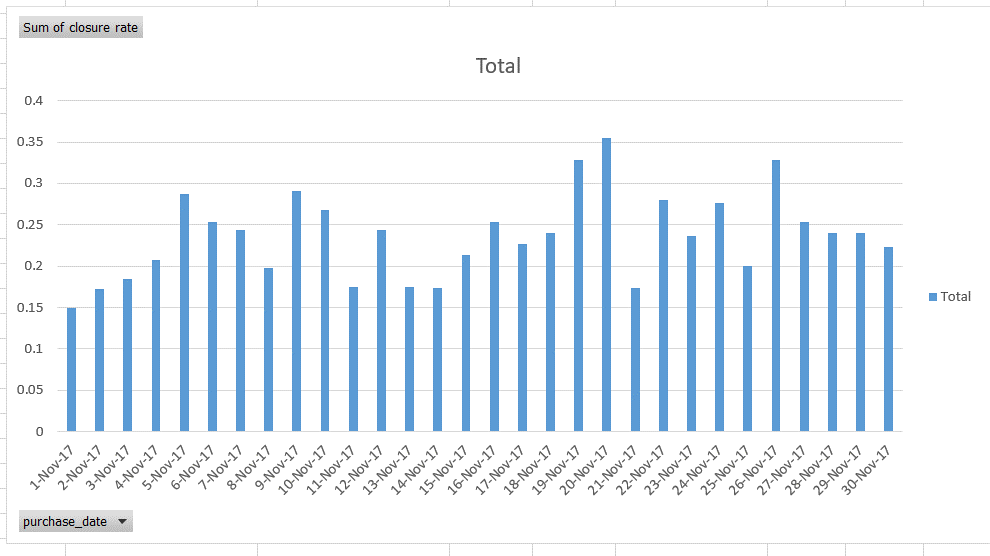 Sum of closure rate
Total
0.4
0.35
0.3
0.25
0.2
0.15
0.1
0.05
0
Total
1-Nov-17
2-Nov-17
3-Nov-17
4-Nov-17
5-Nov-17
6-Nov-17
7-Nov-17
8-Nov-17
9-Nov-17
10-Nov-17
11-Nov-17
12-Nov-17
13-Nov-17
14-Nov-17
15-Nov-17
16-Nov-17
17-Nov-17
18-Nov-17
19-Nov-17
20-Nov-17
21-Nov-17
22-Nov-17
23-Nov-17
24-Nov-17
25-Nov-17
26-Nov-17
27-Nov-17
28-Nov-17
29-Nov-17
30-Nov-17
purchase_date